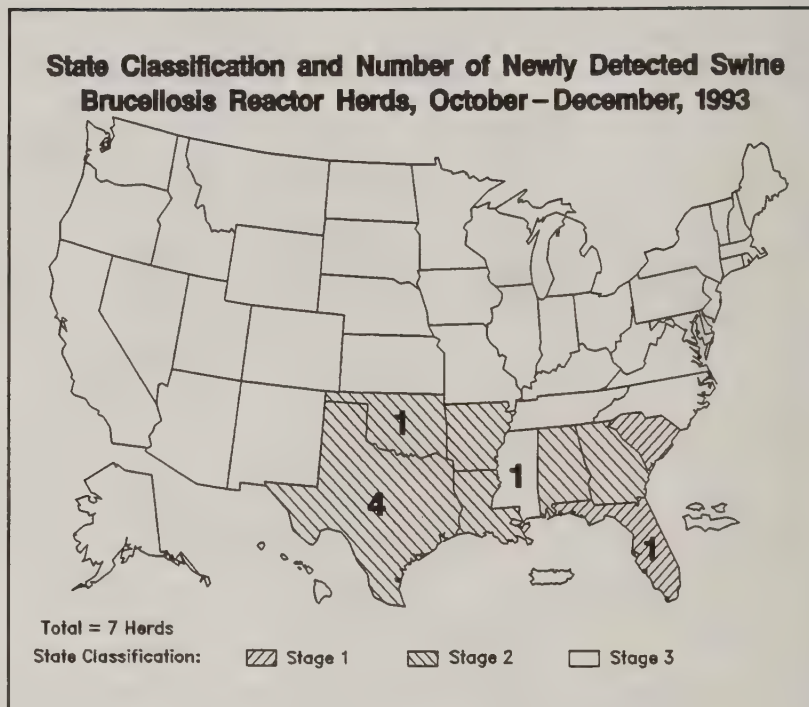 State Classification and Number of Newly Detected Swine
Brucellosis Reactor Herds, October–December, 1993
1
1
4
1
Total = 7 Herds
State Classification: Stage 1 Stage 2 Stage 3